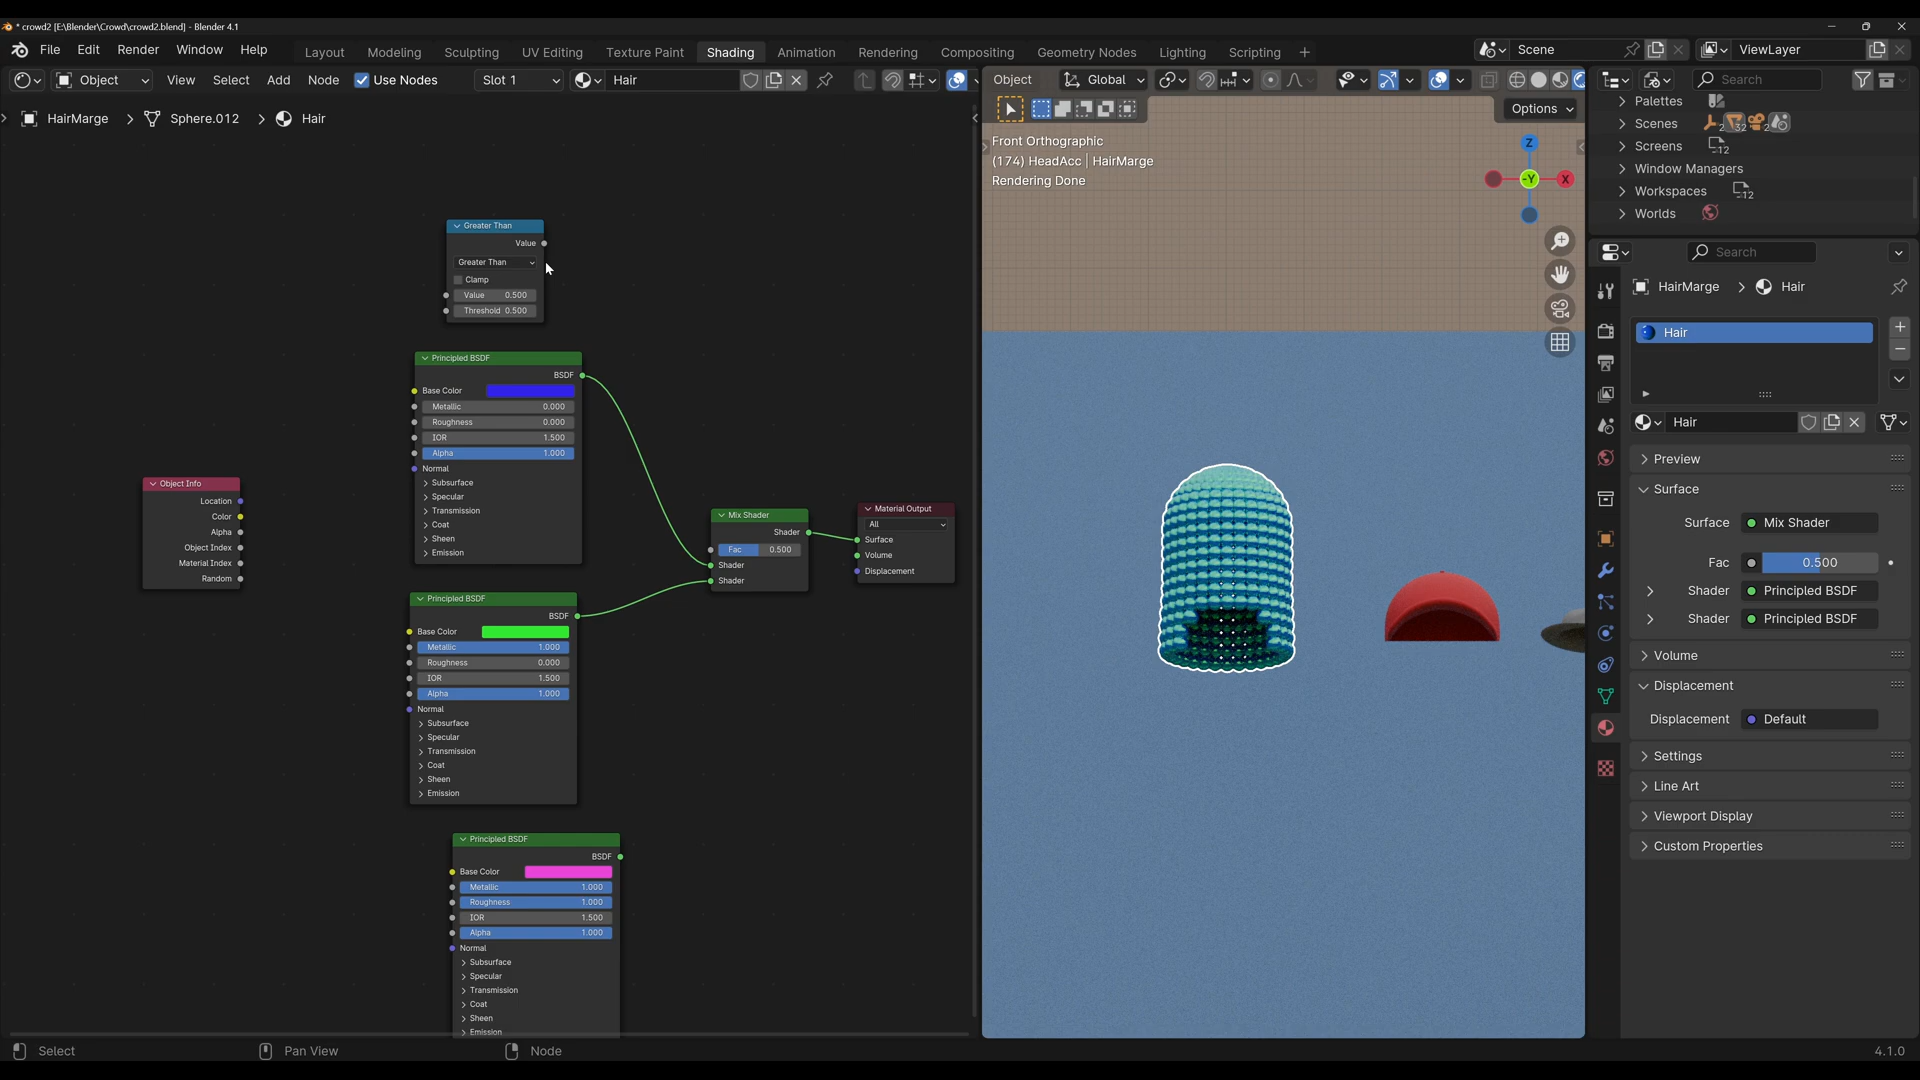 * crowd2 [E:\Blender\Crowd\crowd2.blend] - Blender 4.1
File Edit Render Window Help
Layout Modeling Sculpting UV Editing Texture Paint Shading Animation Rendering Compositing Geometry Nodes Lighting Scripting +
Scene
ViewLayer
Object View Select Add Node Use Nodes Slot 1 Hair
Object Global
Search
HairMarge > Sphere.012 > Hair
Options
Palettes
Scenes 2 32 2
Screens 12
Window Managers
Workspaces 12
Worlds
Front Orthographic
(174) HeadAcc | HairMarge
Rendering Done
Z
-Y
X
Greater Than
Value
Greater Than
Clamp
Value 0.500
Threshold 0.500
Principled BSDF
BSDF
Base Color
Metallic 0.000
Roughness 0.000
IOR 1.500
Alpha 1.000
Normal
Subsurface
Specular
Transmission
Coat
Sheen
Emission
Object Info
Location
Color
Alpha
Object Index
Material Index
Random
Mix Shader
Shader
Fac 0.500
Shader
Shader
Material Output
All
Surface
Volume
Displacement
Principled BSDF
BSDF
Base Color
Metallic 1.000
Roughness 0.000
IOR 1.500
Alpha 1.000
Normal
Subsurface
Specular
Transmission
Coat
Sheen
Emission
Principled BSDF
BSDF
Base Color
Metallic 1.000
Roughness 1.000
IOR 1.500
Alpha 1.000
Normal
Subsurface
Specular
Transmission
Coat
Sheen
Emission
Search
HairMarge > Hair
Hair
Hair
Preview
Surface
Surface Mix Shader
Fac 0.500
Shader Principled BSDF
Shader Principled BSDF
Volume
Displacement
Displacement Default
Settings
Line Art
Viewport Display
Custom Properties
Select
Pan View
Node
4.1.0